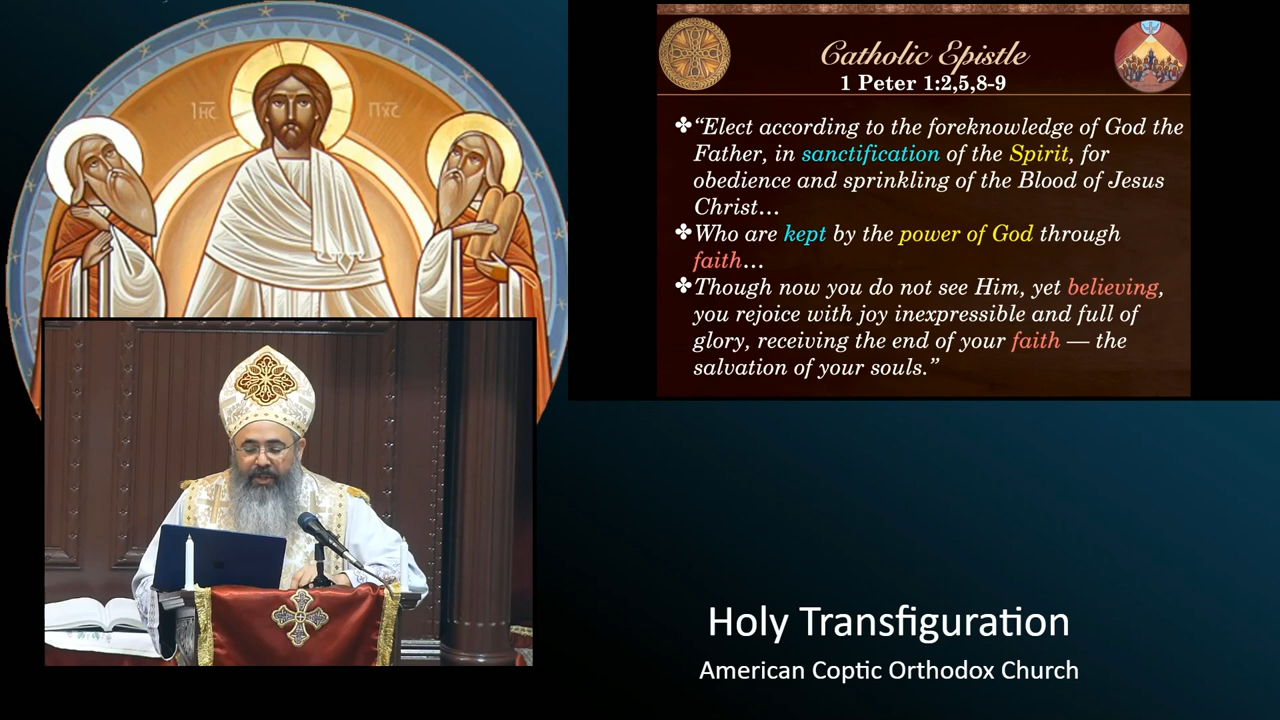 ΙΗC
ΠΧC
Catholic Epistle
1 Peter 1:2,5,8-9
“Elect according to the foreknowledge of God the
Father, in sanctification of the Spirit, for
obedience and sprinkling of the Blood of Jesus
Christ…
Who are kept by the power of God through
faith…
Though now you do not see Him, yet believing,
you rejoice with joy inexpressible and full of
glory, receiving the end of your faith — the
salvation of your souls.”
Holy Transfiguration
American Coptic Orthodox Church